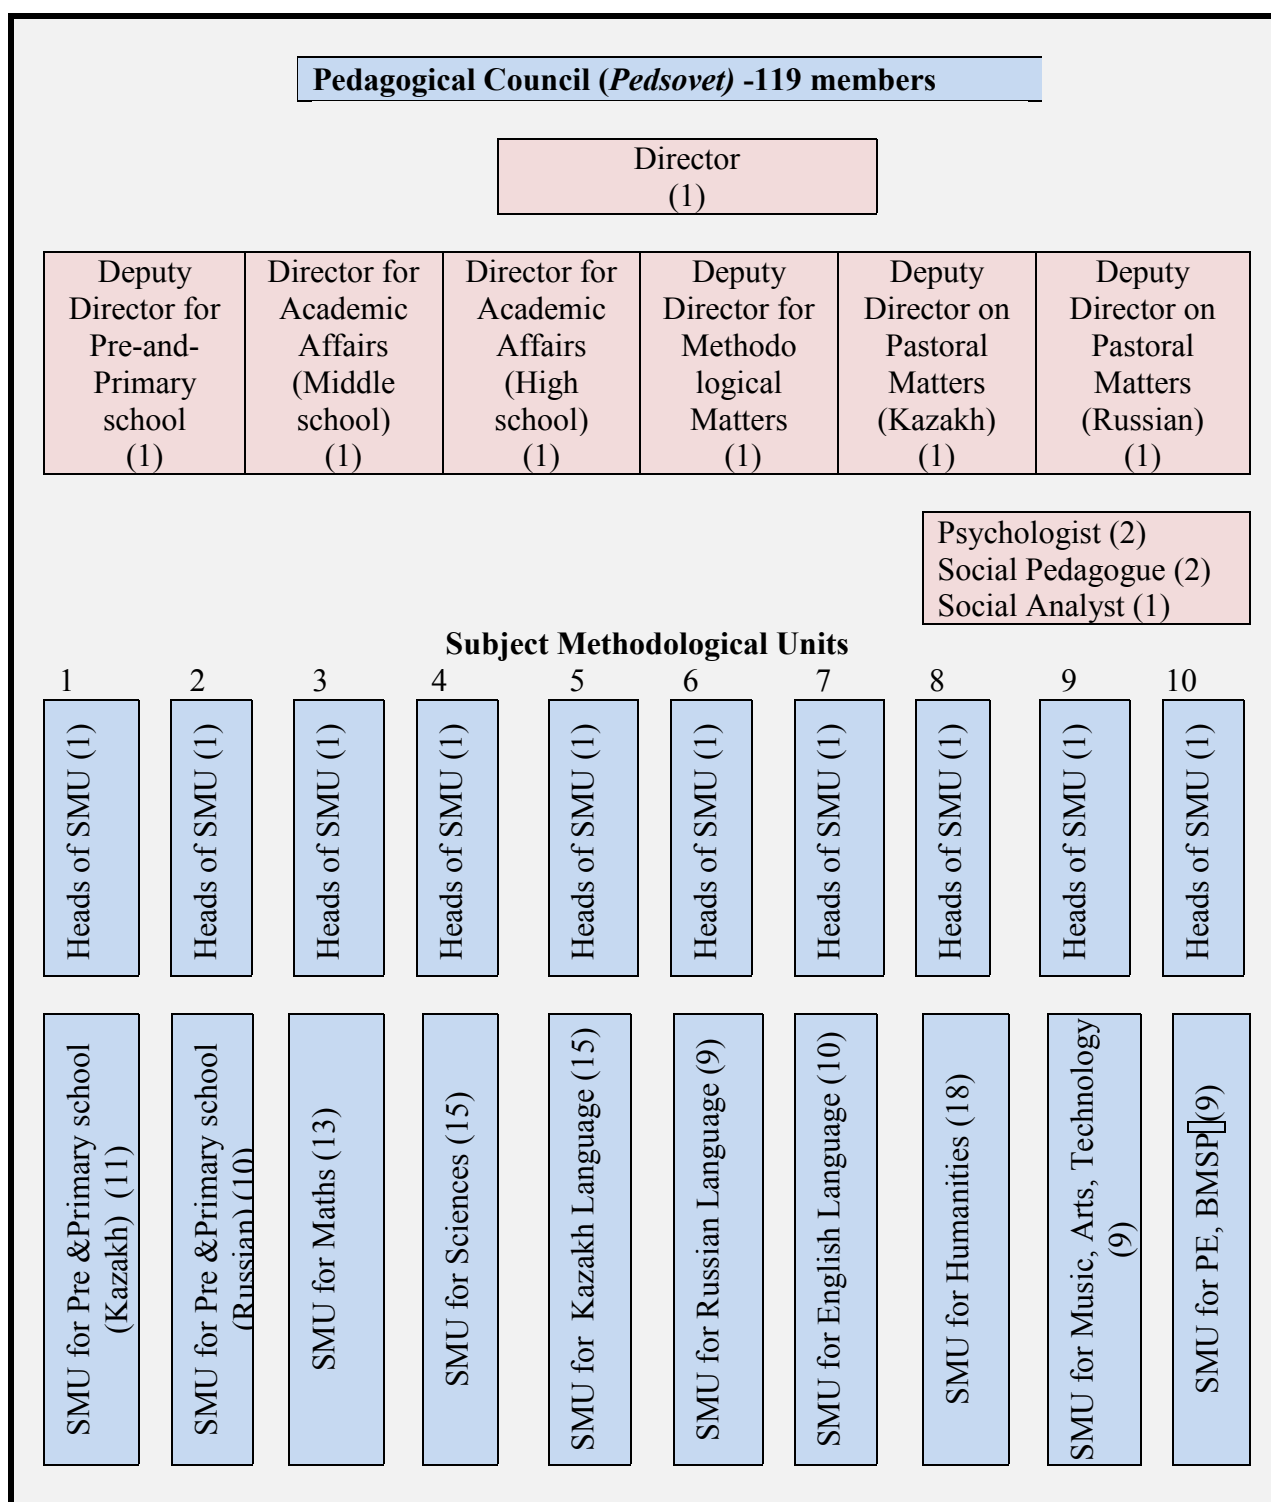 Pedagogical Council (Pedsovet) -119 members
Director
(1)
Deputy
Director for
Pre-and-
Primary
school
(1)
Director for
Academic
Affairs
(Middle
school)
(1)
Director for
Academic
Affairs
(High
school)
(1)
Deputy
Director for
Methodo
logical
Matters
(1)
Deputy
Director on
Pastoral
Matters
(Kazakh)
(1)
Deputy
Director on
Pastoral
Matters
(Russian)
(1)
Psychologist (2)
Social Pedagogue (2)
Social Analyst (1)
Subject Methodological Units
1 2 3 4 5 6 7 8 9 10
Heads of SMU (1)
Heads of SMU (1)
Heads of SMU (1)
Heads of SMU (1)
Heads of SMU (1)
Heads of SMU (1)
Heads of SMU (1)
Heads of SMU (1)
Heads of SMU (1)
Heads of SMU (1)
SMU for Pre &Primary school
(Kazakh) (11)
SMU for Pre &Primary school
(Russian) (10)
SMU for Maths (13)
SMU for Sciences (15)
SMU for Kazakh Language (15)
SMU for Russian Language (9)
SMU for English Language (10)
SMU for Humanities (18)
SMU for Music, Arts, Technology
(9)
SMU for PE, BMSP (9)